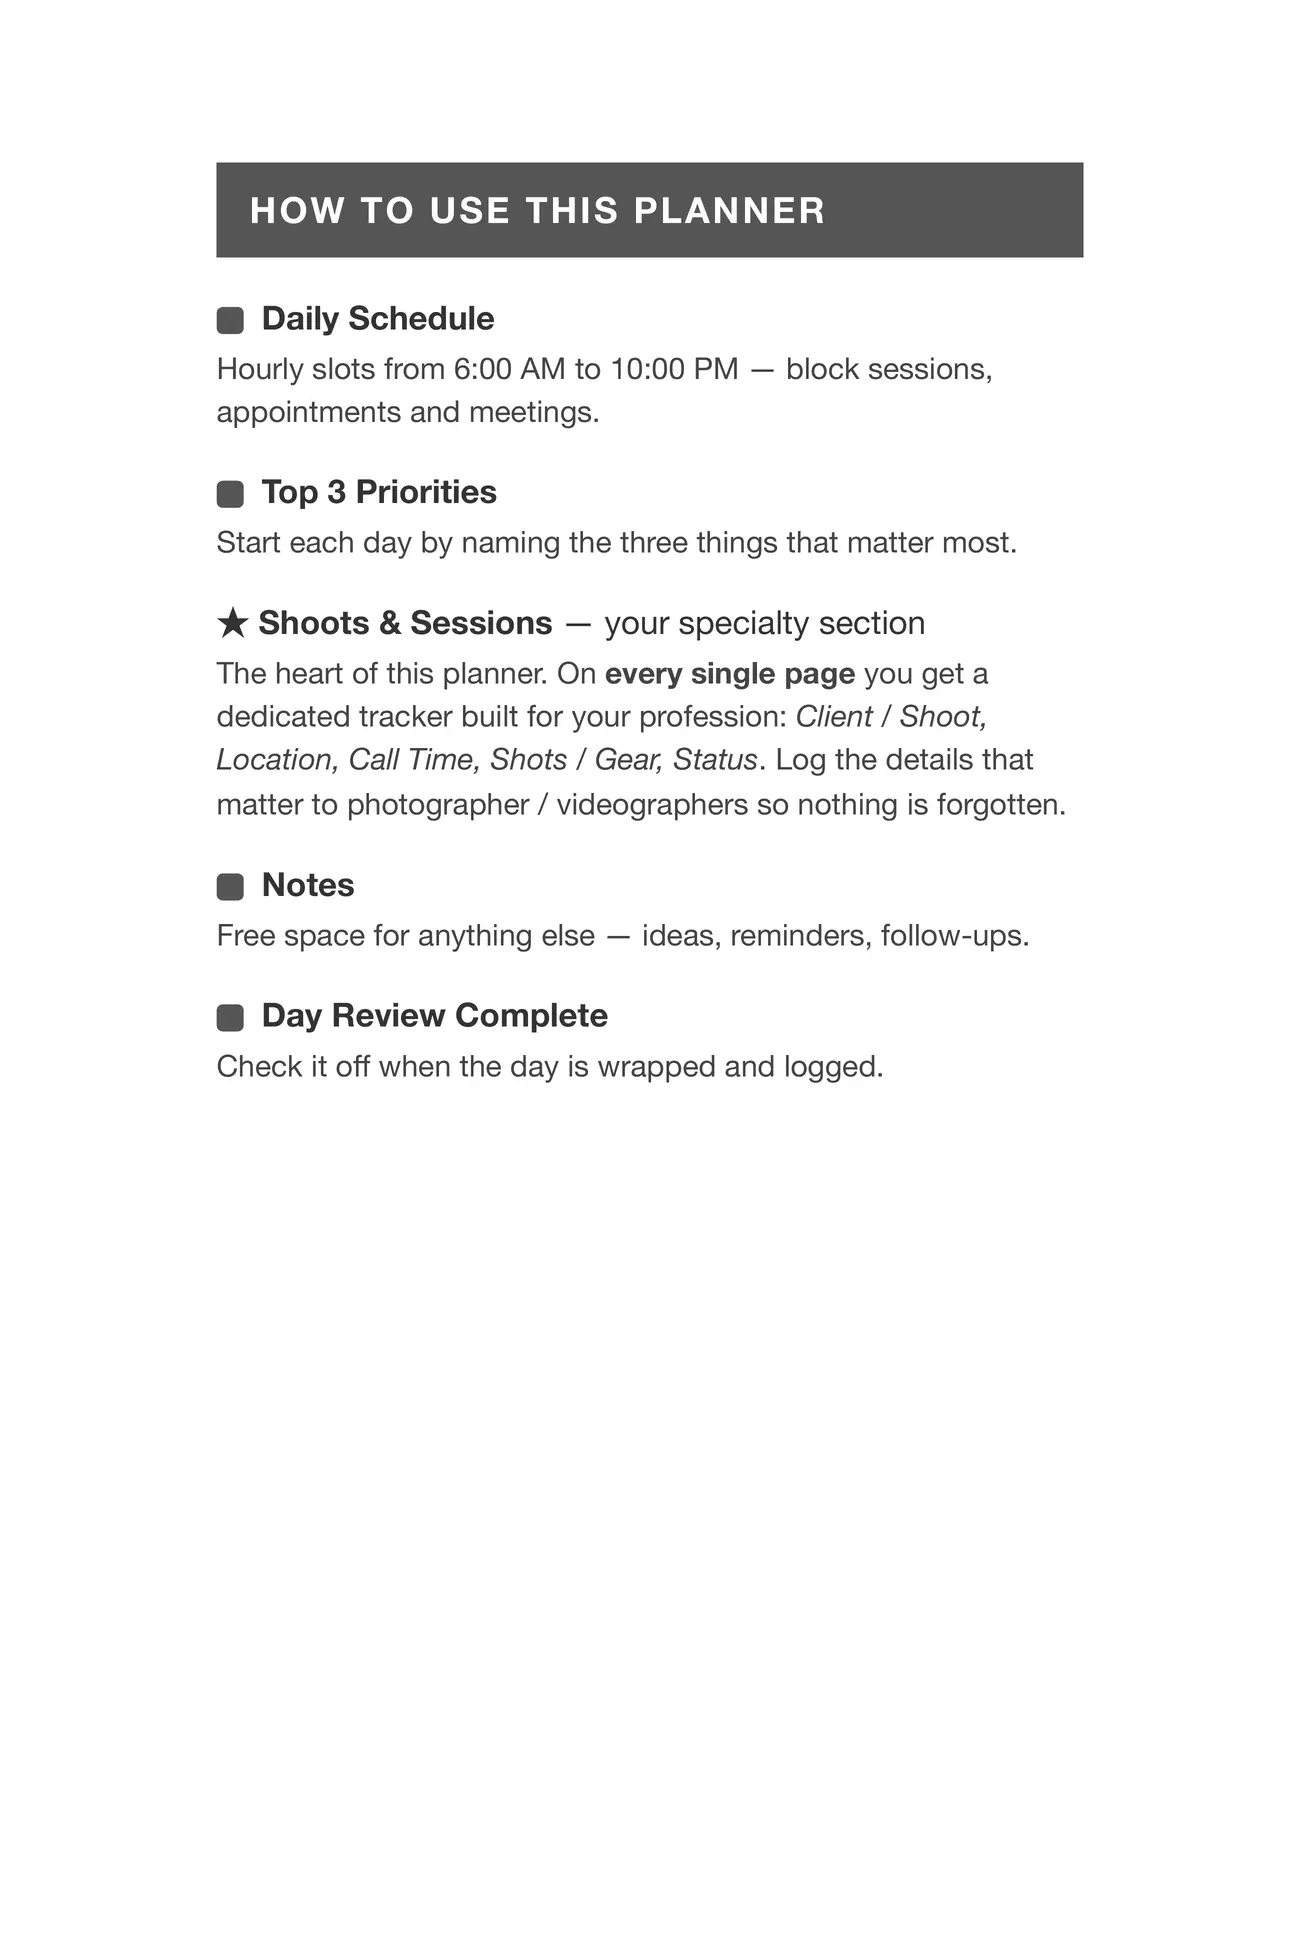 HOW TO USE THIS PLANNER
Daily Schedule
Hourly slots from 6:00 AM to 10:00 PM — block sessions,
appointments and meetings.
Top 3 Priorities
Start each day by naming the three things that matter most.
★ Shoots & Sessions — your specialty section
The heart of this planner. On every single page you get a
dedicated tracker built for your profession: Client / Shoot,
Location, Call Time, Shots / Gear, Status. Log the details that
matter to photographer / videographers so nothing is forgotten.
Notes
Free space for anything else — ideas, reminders, follow-ups.
Day Review Complete
Check it off when the day is wrapped and logged.